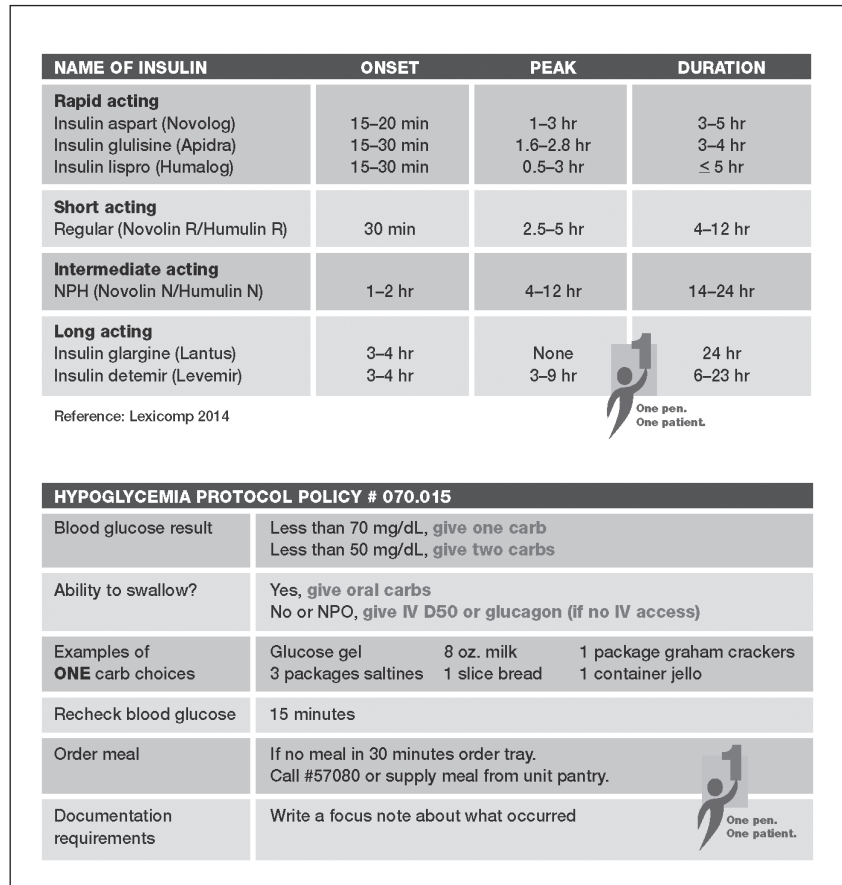 NAME OF INSULIN ONSET PEAK DURATION
Rapid acting
Insulin aspart (Novolog) 15–20 min 1–3 hr 3–5 hr
Insulin glulisine (Apidra) 15–30 min 1.6–2.8 hr 3–4 hr
Insulin lispro (Humalog) 15–30 min 0.5–3 hr ≤ 5 hr
Short acting
Regular (Novolin R/Humulin R) 30 min 2.5–5 hr 4–12 hr
Intermediate acting
NPH (Novolin N/Humulin N) 1–2 hr 4–12 hr 14–24 hr
Long acting
Insulin glargine (Lantus) 3–4 hr None 24 hr
Insulin detemir (Levemir) 3–4 hr 3–9 hr 6–23 hr
1
One pen.
One patient.
Reference: Lexicomp 2014
HYPOGLYCEMIA PROTOCOL POLICY # 070.015
Blood glucose result Less than 70 mg/dL, give one carb
Less than 50 mg/dL, give two carbs
Ability to swallow? Yes, give oral carbs
No or NPO, give IV D50 or glucagon (if no IV access)
Examples of Glucose gel 8 oz. milk 1 package graham crackers
ONE carb choices 3 packages saltines 1 slice bread 1 container jello
Recheck blood glucose 15 minutes
Order meal If no meal in 30 minutes order tray.
Call #57080 or supply meal from unit pantry.
Documentation Write a focus note about what occurred
requirements
1
One pen.
One patient.